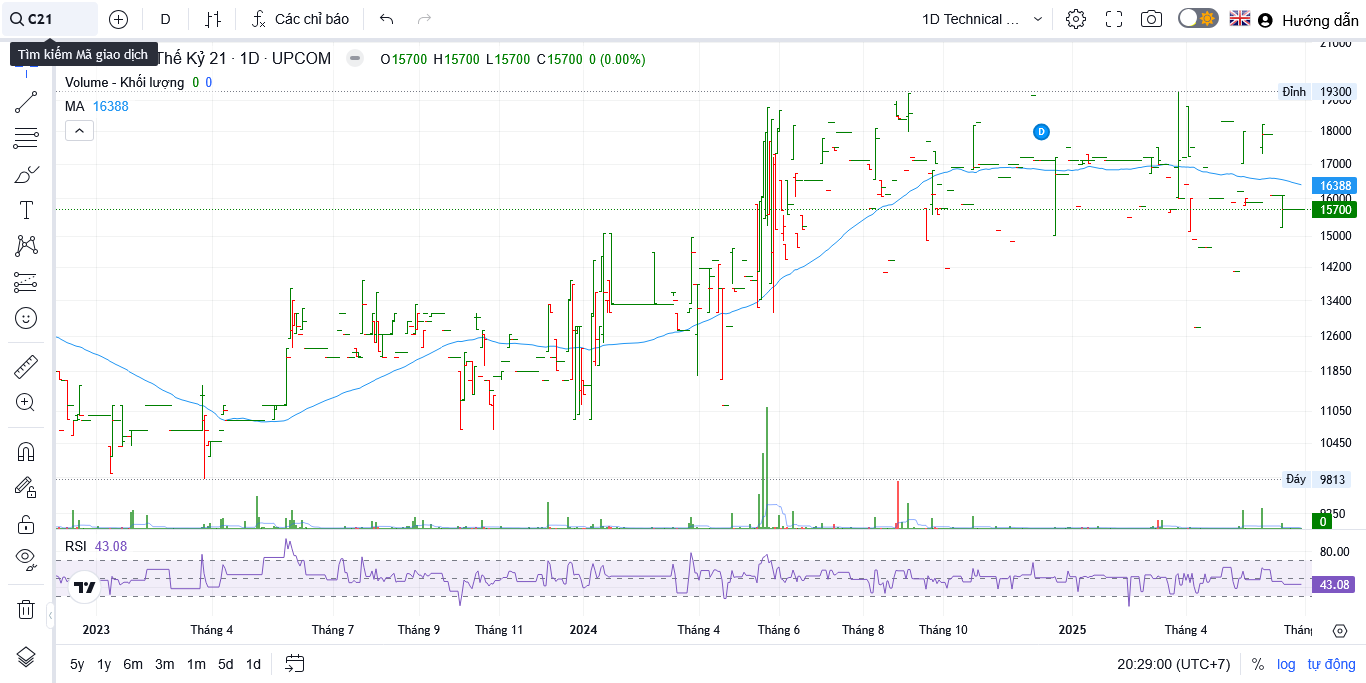 C21
D
Các chỉ báo
1D Technical ...
Hướng dẫn
Tìm kiếm Mã giao dịch
Thế Kỷ 21 · 1D · UPCOM
O15700 H15700 L15700 C15700 0 (0.00%)
Volume - Khối lượng 0 0
MA 16388
21000
Đỉnh 19300
19000
D
18000
17000
16388
16000
15700
15000
14200
13400
12600
11850
11050
10450
Đáy 9813
0
RSI 43.08
80.00
43.08
2023
Tháng 4
Tháng 7
Tháng 9
Tháng 11
2024
Tháng 4
Tháng 6
Tháng 8
Tháng 10
2025
Tháng 4
5y 1y 6m 3m 1m 5d 1d
20:29:00 (UTC+7) % log tự động